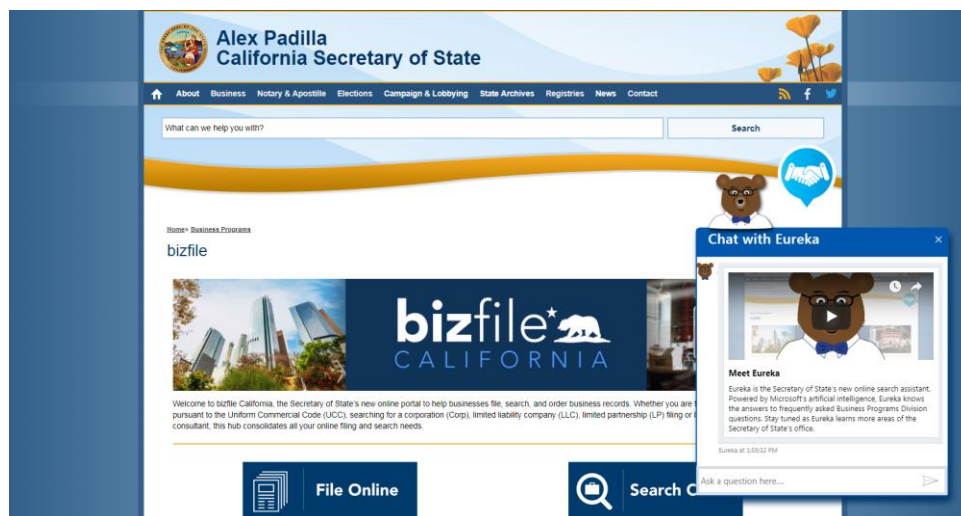 Alex Padilla
California Secretary of State
About Business Notary & Apostille Elections Campaign & Lobbying State Archives Registries News Contact
What can we help you with?
Search
Home» Business Programs
bizfile
bizfile
CALIFORNIA
Welcome to bizfile California, the Secretary of State's new online portal to help businesses file, search, and order business records. Whether you are
pursuant to the Uniform Commercial Code (UCC), searching for a corporation (Corp), limited liability company (LLC), limited partnership (LP) filing or
consultant, this hub consolidates all your online filing and search needs.
File Online
Search
Chat with Eureka
Meet Eureka
Eureka is the Secretary of State's new online search assistant.
Powered by Microsoft's artificial intelligence, Eureka knows
the answers to frequently asked Business Programs Division
questions. Stay tuned as Eureka learns more areas of the
Secretary of State's office.
Eureka at 1:59:32 PM
Ask a question here....